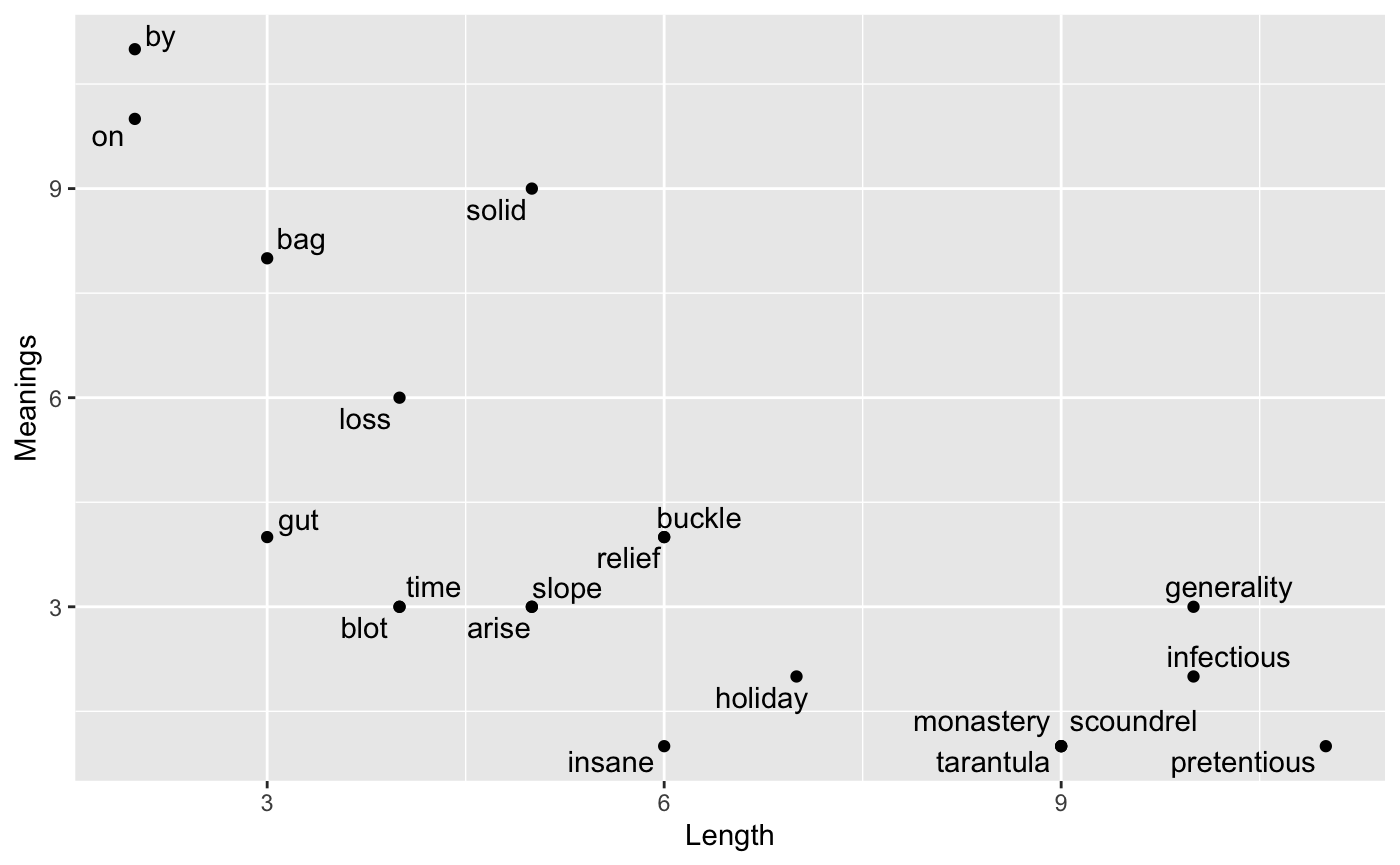 by
on
9
solid
bag
6
loss
gut
buckle
relief
time
slope
generality
3
blot
arise
infectious
holiday
monastery scoundrel
insane
tarantula
pretentious
Meanings
3 6 9
Length